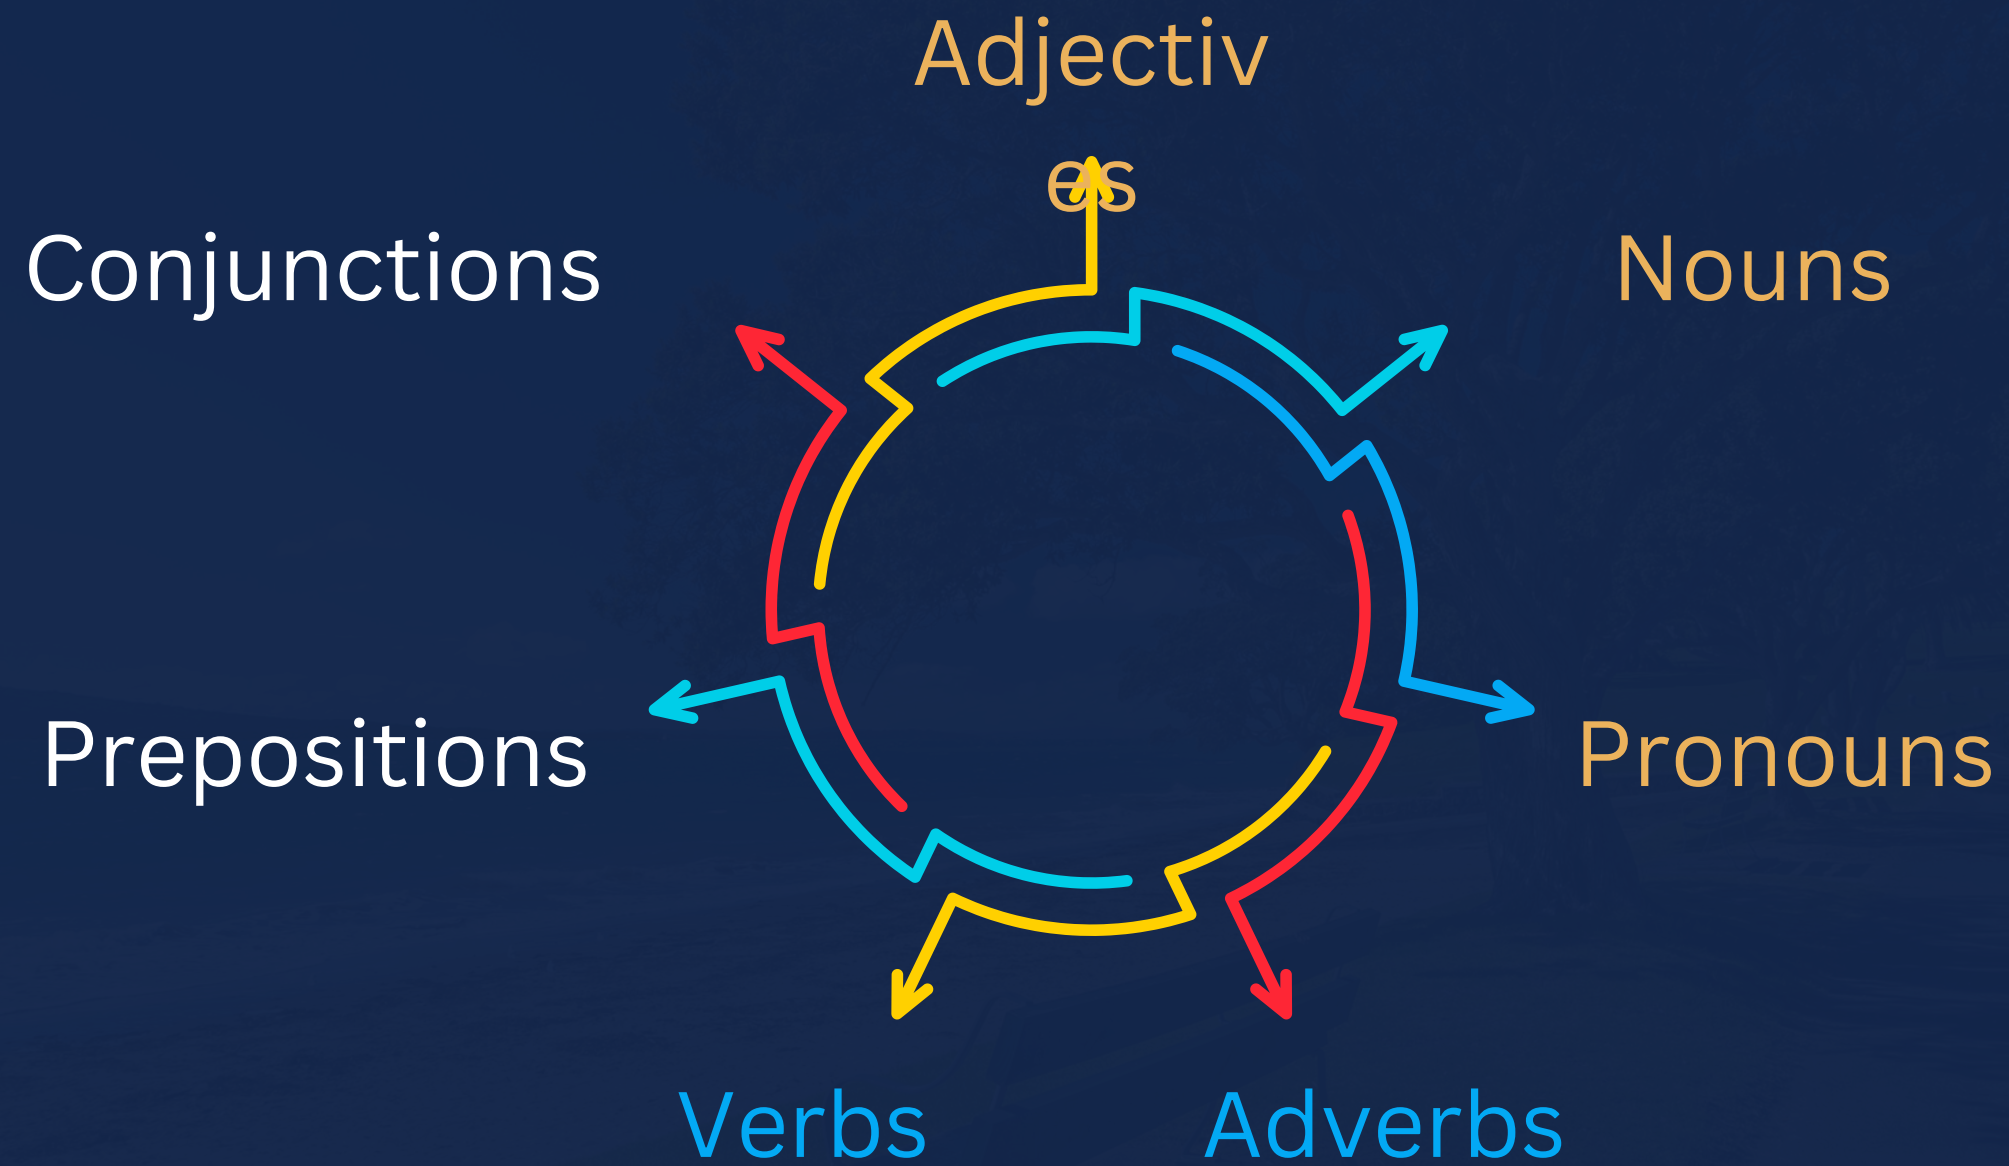 Adjectiv
es
Conjunctions
Nouns
Prepositions
Pronouns
Verbs
Adverbs